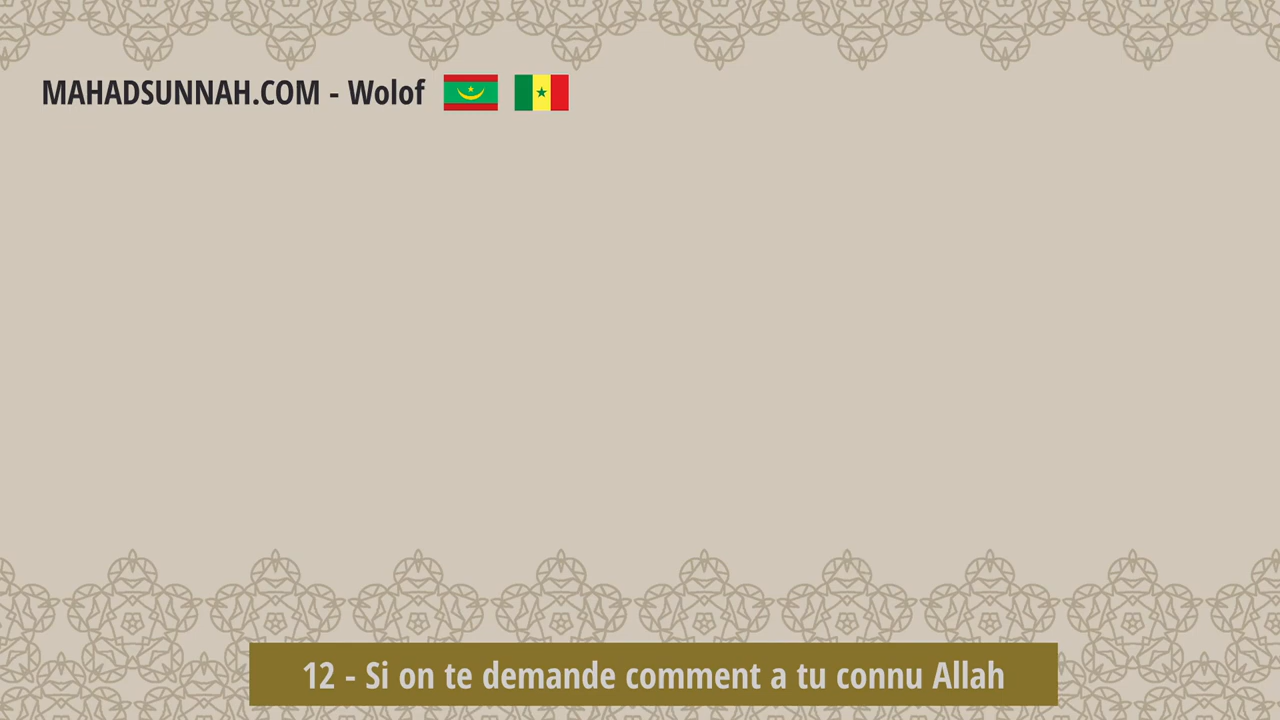 MAHADSUNNAH.COM - Wolof
12 - Si on te demande comment a tu connu Allah